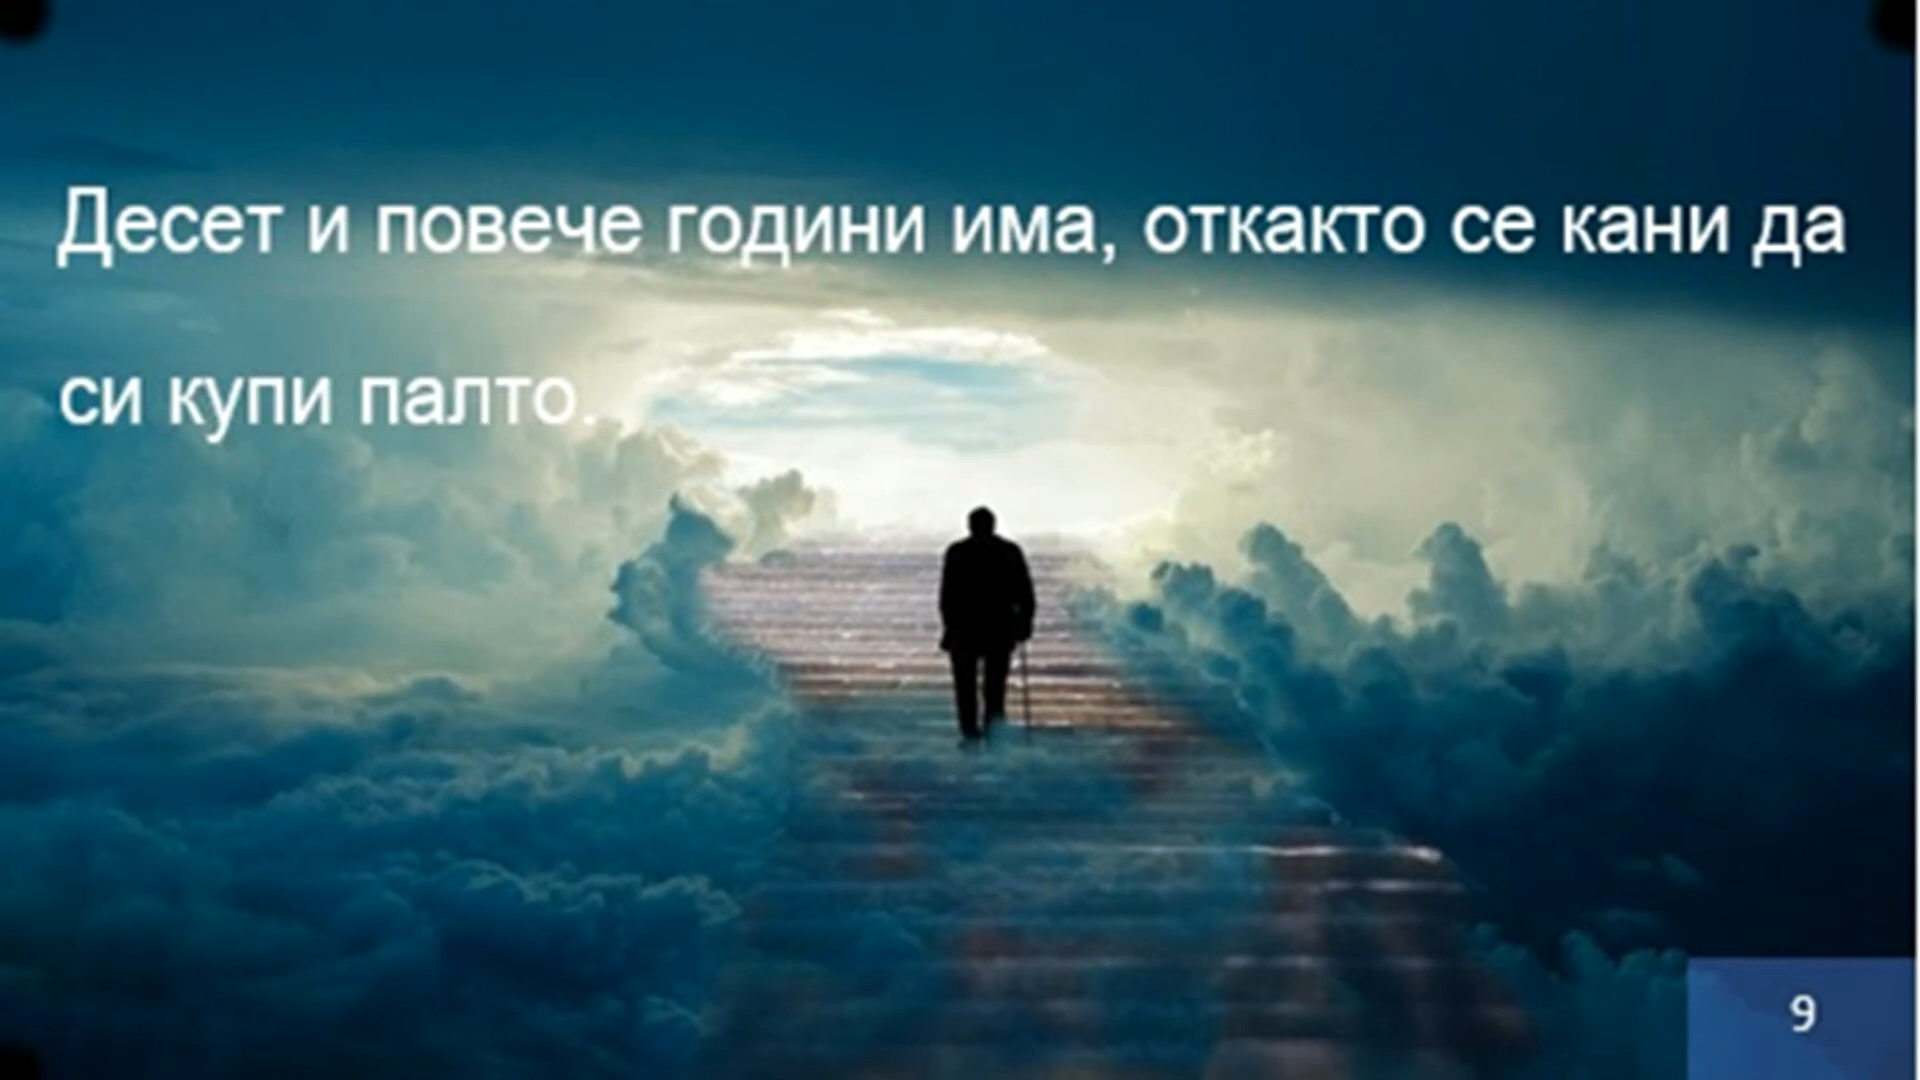 Десет и повече години има, откакто се кани да
си купи палто.
9